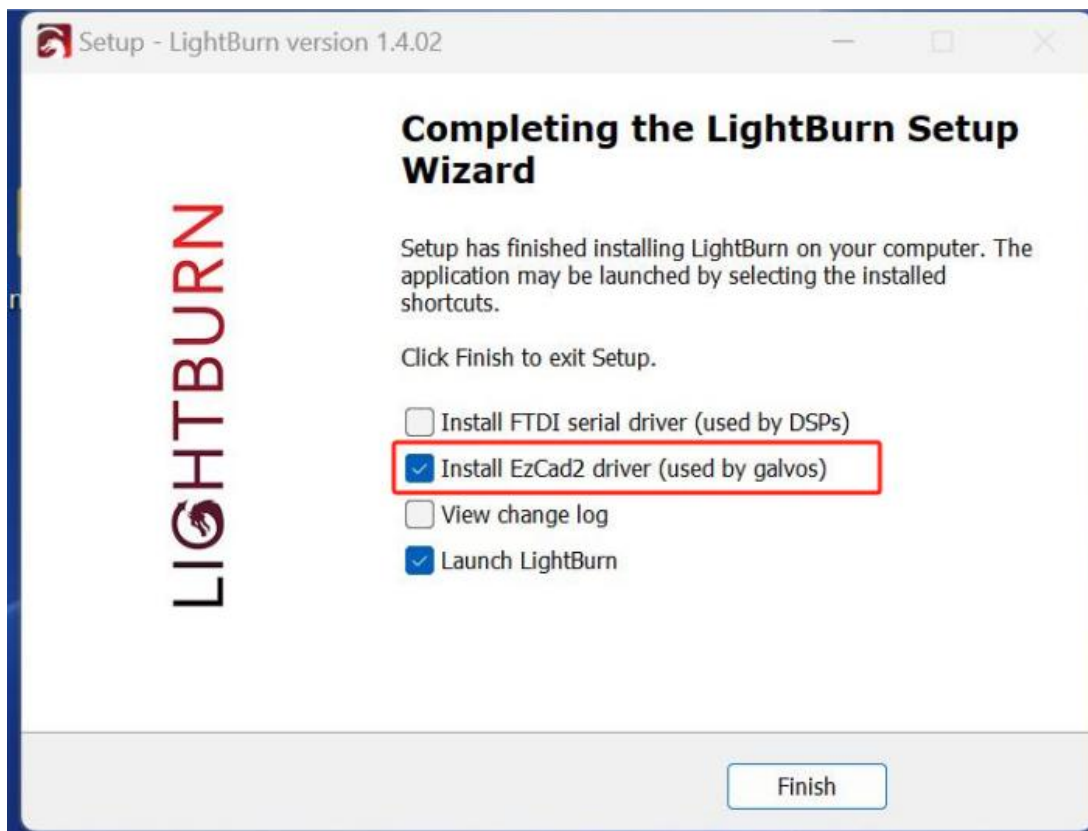 Setup - LightBurn version 1.4.02
Completing the LightBurn Setup
Wizard
LIGHTBURN
Setup has finished installing LightBurn on your computer. The
application may be launched by selecting the installed
shortcuts.
Click Finish to exit Setup.
Install FTDI serial driver (used by DSPs)
Install EzCad2 driver (used by galvos)
View change log
Launch LightBurn
Finish